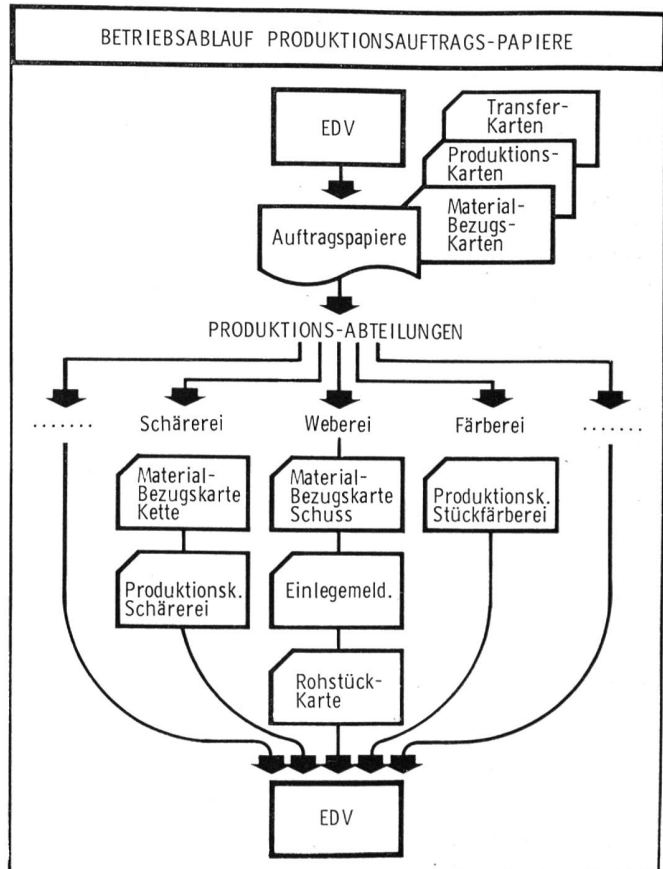 BETRIEBSABLAUF PRODUKTIONSAUFTRAGS-PAPIERE
EDV
Transfer-
Karten
Produktions-
Karten
Material-
Bezugs-
Karten
Auftragspapiere
PRODUKTIONS-ABTEILUNGEN
.......
Schärerei
Weberei
Färberei
.......
Material-
Bezugskarte
Kette
Material-
Bezugskarte
Schuss
Produktionsk.
Stückfärberei
Produktionsk.
Schärerei
Einlegemeld.
Rohstück-
Karte
EDV